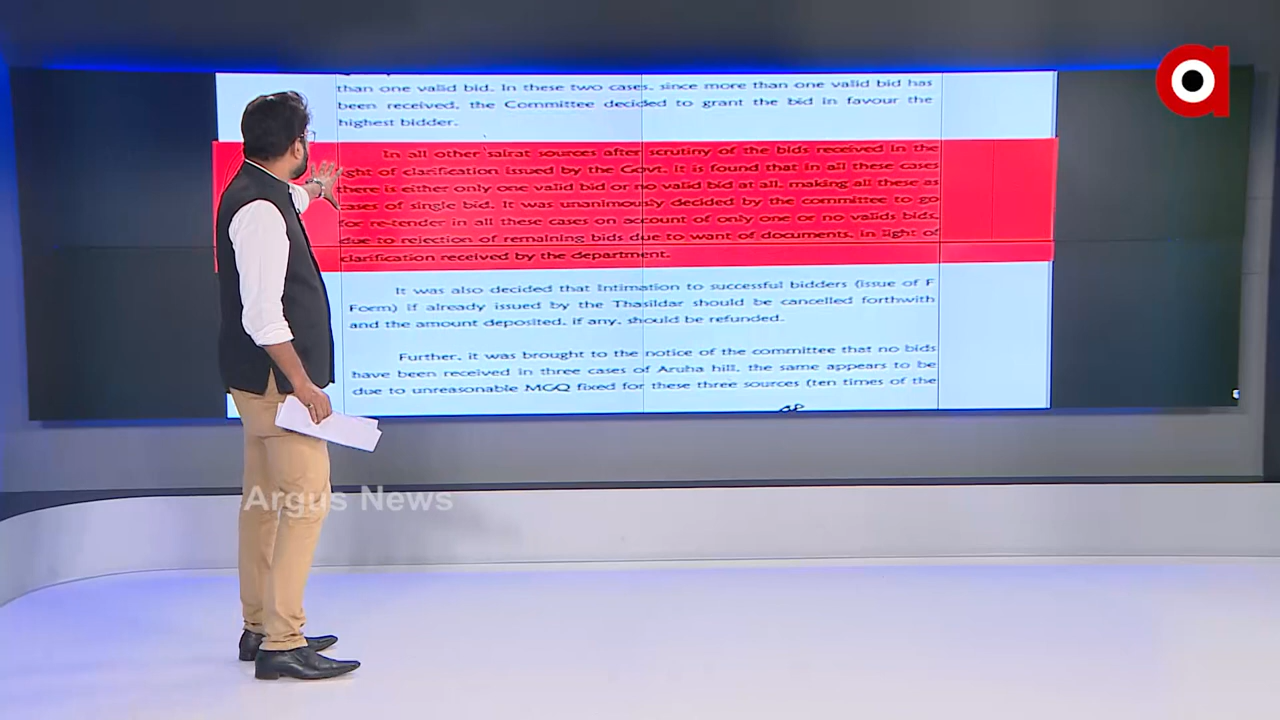 than one valid bid. In these two cases, since more than one valid bid has
been received, the Committee decided to grant the bid in favour the
highest bidder.
In all other sairat sources after scrutiny of the bids received in the
ght of clarification issued by the Govt. It is found that in all these cases
there is either only one valid bid or no valid bid at all, making all these as
ases of single bid. It was unanimously decided by the committee to go
or re-tender in all these cases on account of only one or no valids bids,
due to rejection of remaining bids due to want of documents, in light of
clarification received by the department.
It was also decided that Intimation to successful bidders (issue of F
Foem) if already issued by the Thasildar should be cancelled forthwith
and the amount deposited, if any, should be refunded.
Further, it was brought to the notice of the committee that no bids
have been received in three cases of Aruha hill, the same appears to be
due to unreasonable MGQ fixed for these three sources (ten times of the
Argus News